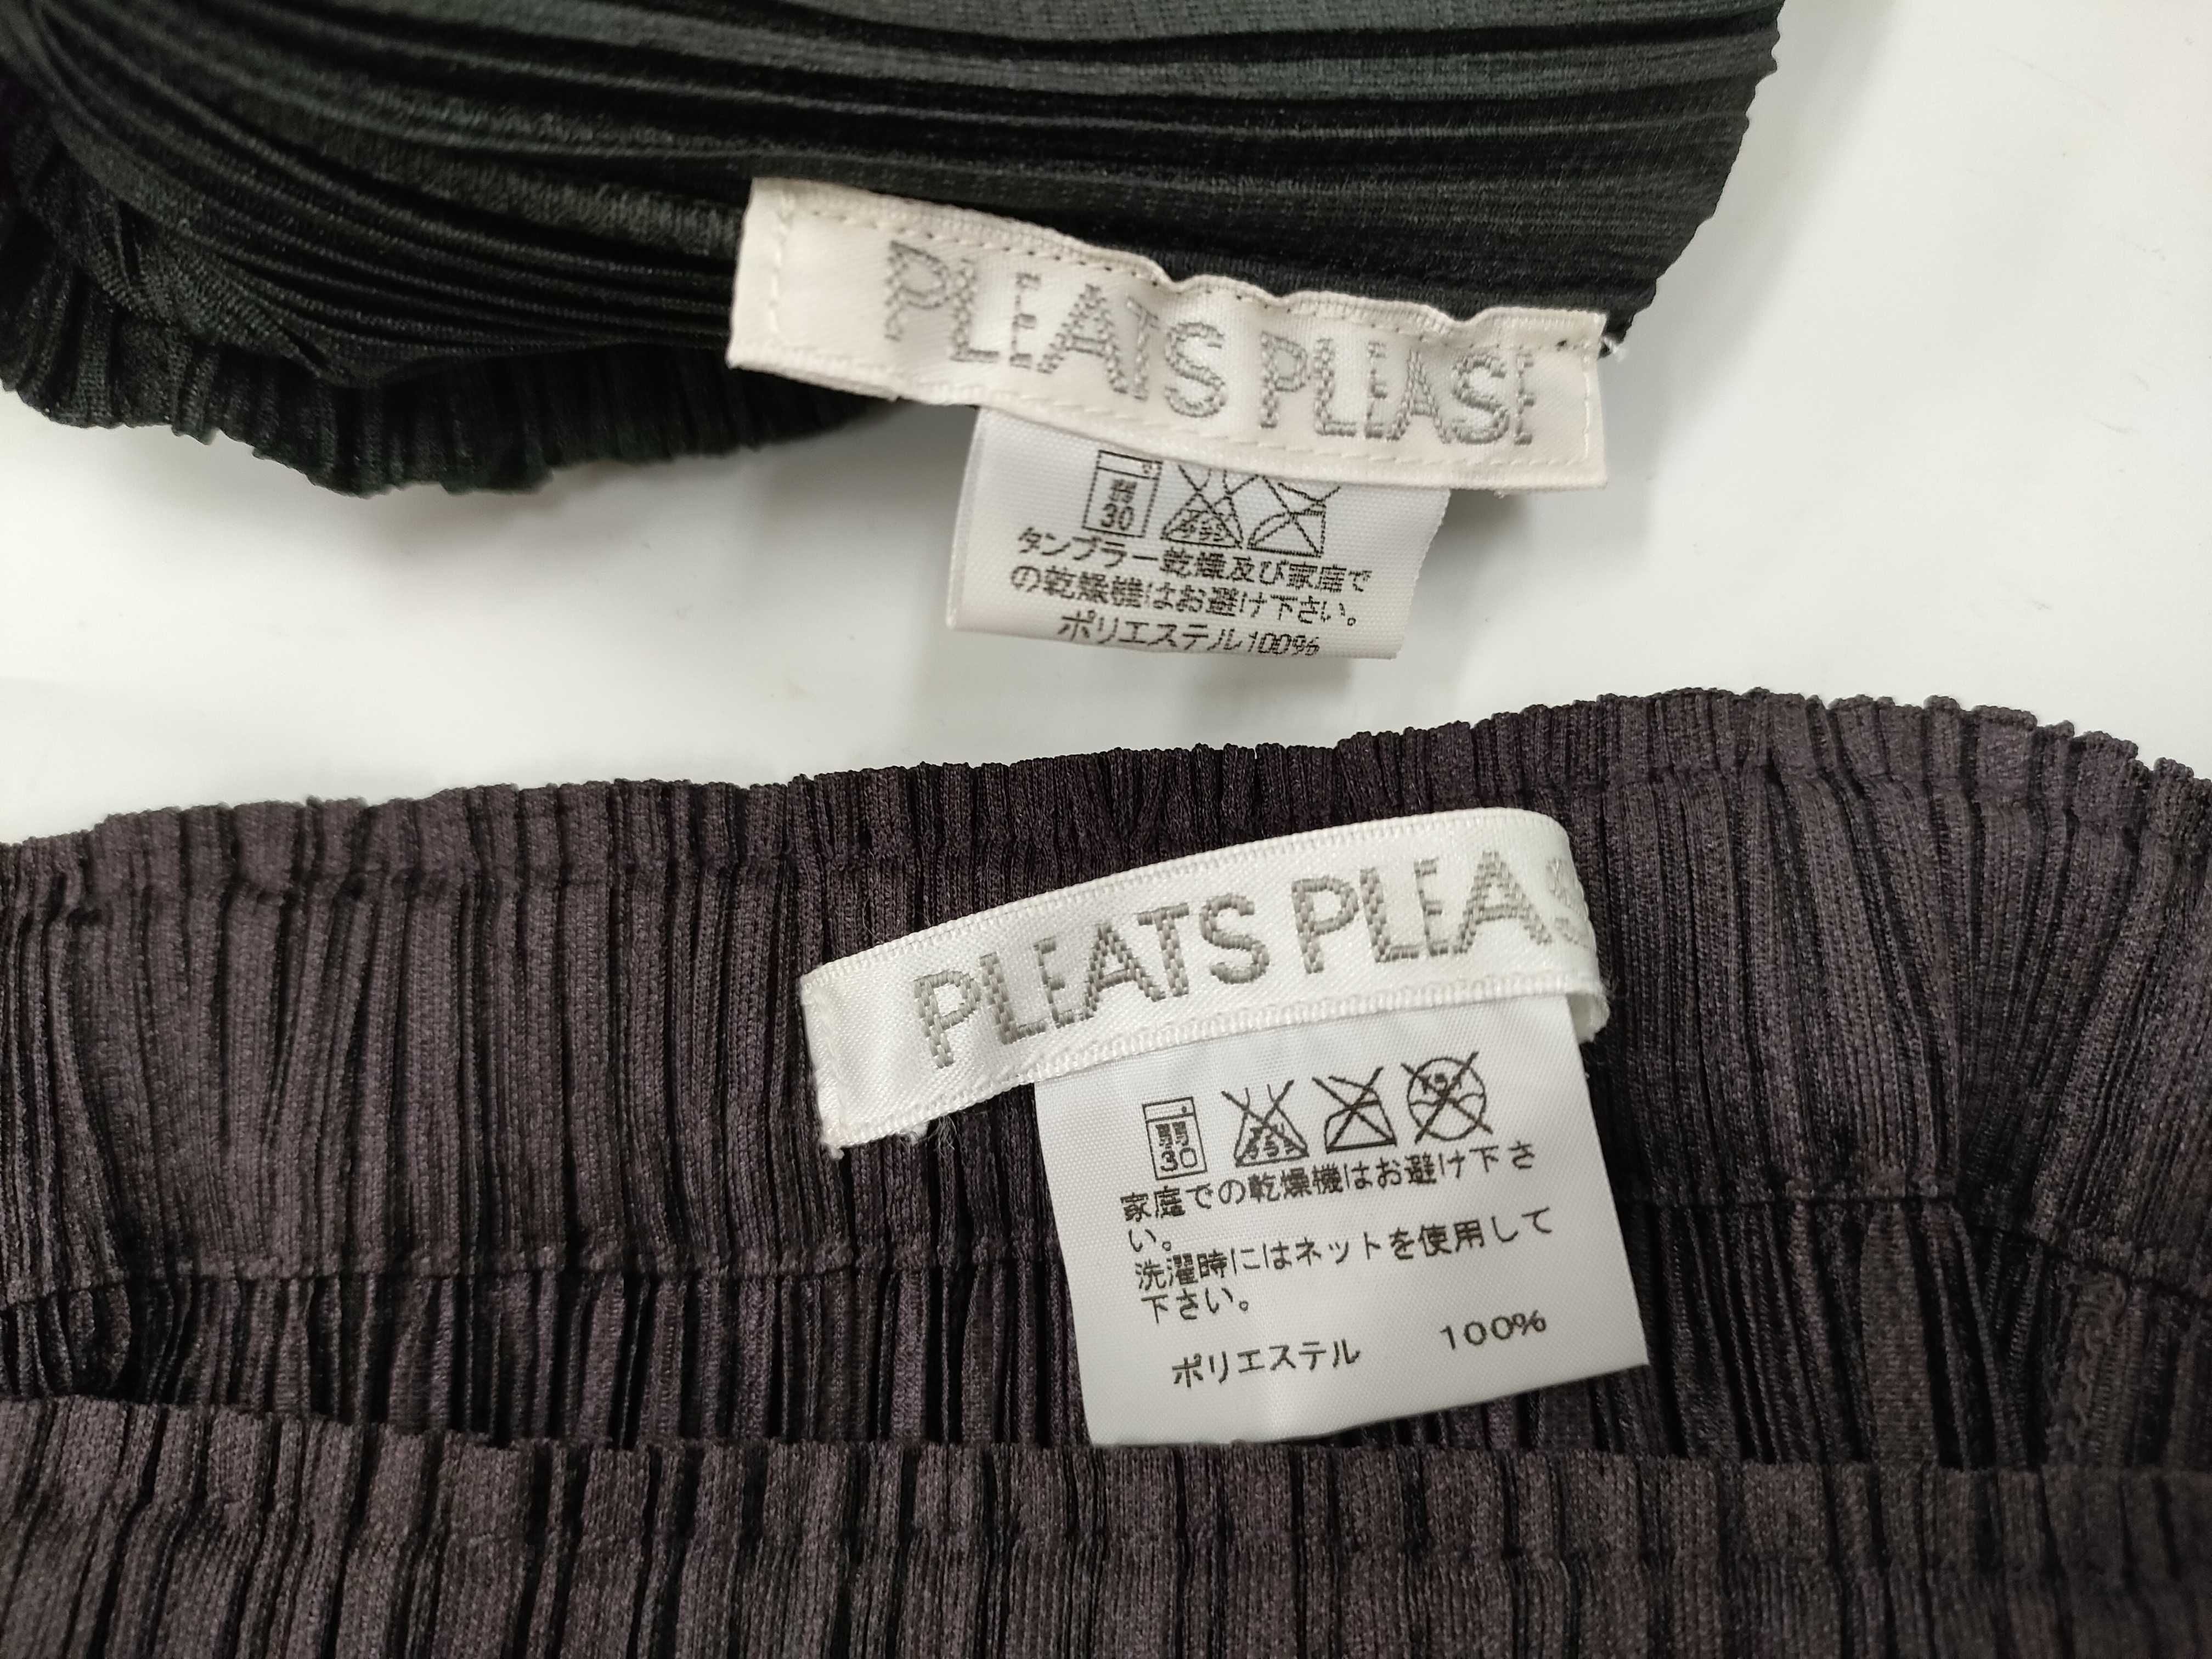 PLEATS PLEASE
30
タンブラー乾燥及び家庭で
の乾燥機はお避け下さい。
ポリエステル100%
PLEATS PLEAS
30
家庭での乾燥機はお避け下さ
い。
洗濯時にはネットを使用して
下さい。
ポリエステル 100%